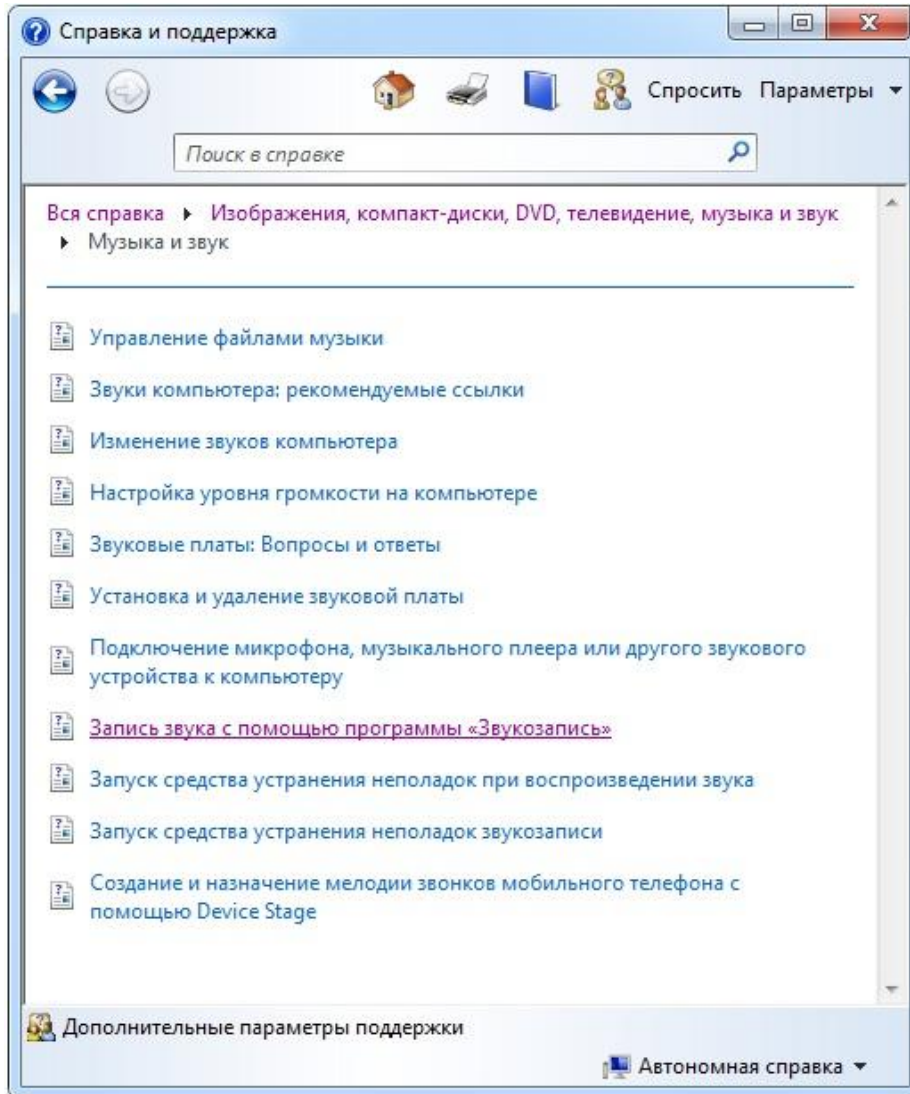 Справка и поддержка
Спросить Параметры
Поиск в справке
Вся справка Изображения, компакт-диски, DVD, телевидение, музыка и звук
Музыка и звук
Управление файлами музыки
Звуки компьютера: рекомендуемые ссылки
Изменение звуков компьютера
Настройка уровня громкости на компьютере
Звуковые платы: Вопросы и ответы
Установка и удаление звуковой платы
Подключение микрофона, музыкального плеера или другого звукового
устройства к компьютеру
Запись звука с помощью программы «Звукозапись»
Запуск средства устранения неполадок при воспроизведении звука
Запуск средства устранения неполадок звукозаписи
Создание и назначение мелодии звонков мобильного телефона с
помощью Device Stage
Дополнительные параметры поддержки
Автономная справка